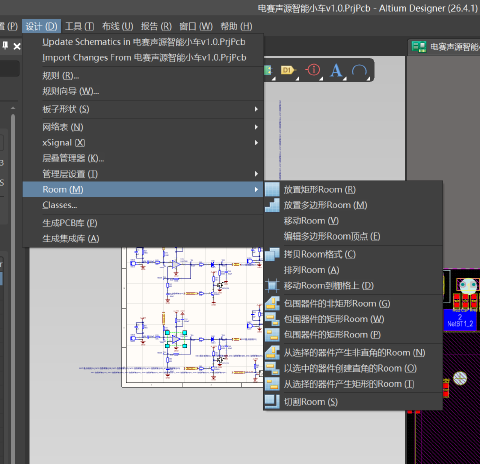 电赛声源智能小车v1.0.PrjPcb - Altium Designer (26.4.1)
置 (P) 设计 (D) 工具 (T) 布线 (U) 报告 (R) 窗口 (W) 帮助 (H)
Update Schematics in 电赛声源智能小车v1.0.PrjPcb
Import Changes From 电赛声源智能小车v1.0.PrjPcb
电赛声源智能小车
规则 (R)...
规则向导 (W)...
D1
A
板子形状 (S)
网络表 (N)
xSignal (X)
层叠管理器 (K)...
管理层设置 (T)
Room (M)
Classes...
生成PCB库 (P)
生成集成库 (A)
放置矩形Room (R)
放置多边形Room (M)
移动Room (V)
编辑多边形Room顶点 (E)
拷贝Room格式 (C)
排列Room (A)
移动Room到栅格上 (D)
包围器件的非矩形Room (G)
包围器件的矩形Room (W)
包围器件的矩形Room (P)
从选择的器件产生非直角的Room (N)
以选中的器件创建直角的Room (O)
从选择的器件产生矩形的Room (I)
切割Room (S)
2
NetBT1_2